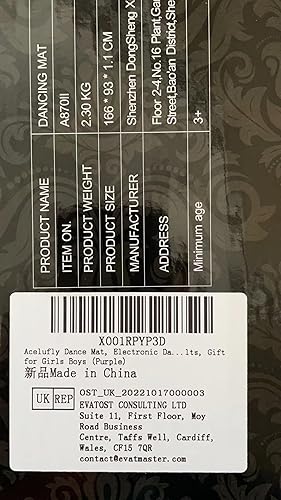 PRODUCT NAME DANCING MAT
ITEM ON. A870II
PRODUCT WEIGHT 2.30 KG
PRODUCT SIZE 166 * 93 * 1.1 CM
MANUFACTURER Shenzhen DongSheng X
ADDRESS Floor 2-4,No.16 Plant,Ga
Street,Bao'an District,She
Minimum age 3+
X001RPYP3D
Acelufly Dance Mat, Electronic Da...lts, Gift
for Girls Boys (Purple)
新品Made in China
UK REP
OST_UK_20221017000003
EVATOST CONSULTING LTD
Suite 11, First Floor, Moy
Road Business
Centre, Taffs Well, Cardiff,
Wales, CF15 7QR
contact@evatmaster.com